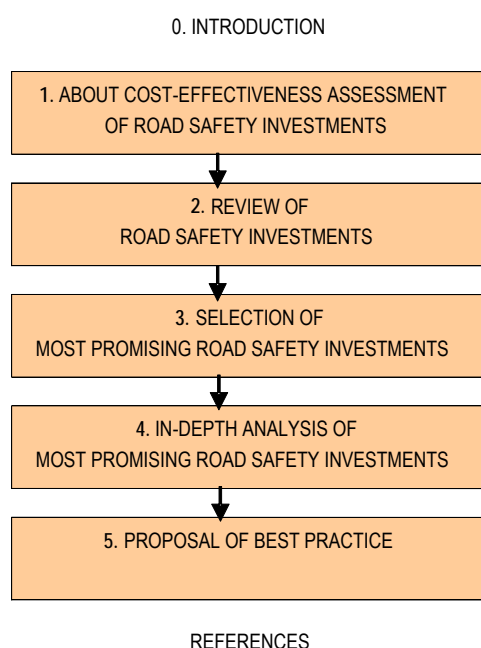 0. INTRODUCTION
1. ABOUT COST-EFFECTIVENESS ASSESSMENT
OF ROAD SAFETY INVESTMENTS
2. REVIEW OF
ROAD SAFETY INVESTMENTS
3. SELECTION OF
MOST PROMISING ROAD SAFETY INVESTMENTS
4. IN-DEPTH ANALYSIS OF
MOST PROMISING ROAD SAFETY INVESTMENTS
5. PROPOSAL OF BEST PRACTICE
REFERENCES